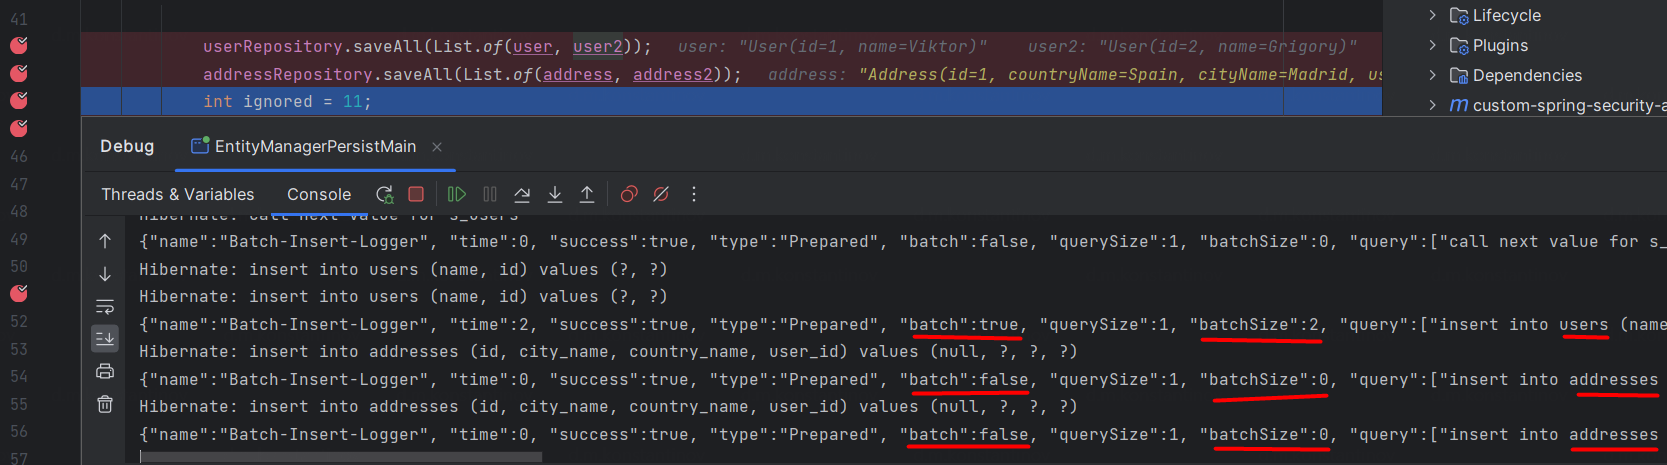 41
Lifecycle
userRepository.saveAll(List.of(user, user2)); user: "User(id=1, name=Viktor)" user2: "User(id=2, name=Grigory)"
Plugins
addressRepository.saveAll(List.of(address, address2)); address: "Address(id=1, countryName=Spain, cityName=Madrid, us
Dependencies
int ignored = 11;
custom-spring-security-a
Debug
EntityManagerPersistMain
46
47
Threads & Variables
Console
48
Hibernate: call next value for s_users
49
{"name":"Batch-Insert-Logger", "time":0, "success":true, "type":"Prepared", "batch":false, "querySize":1, "batchSize":0, "query":["call next value for s_
50
Hibernate: insert into users (name, id) values (?, ?)
Hibernate: insert into users (name, id) values (?, ?)
52
{"name":"Batch-Insert-Logger", "time":2, "success":true, "type":"Prepared", "batch":true, "querySize":1, "batchSize":2, "query":["insert into users (name
53
Hibernate: insert into addresses (id, city_name, country_name, user_id) values (null, ?, ?, ?)
54
{"name":"Batch-Insert-Logger", "time":0, "success":true, "type":"Prepared", "batch":false, "querySize":1, "batchSize":0, "query":["insert into addresses
55
Hibernate: insert into addresses (id, city_name, country_name, user_id) values (null, ?, ?, ?)
56
{"name":"Batch-Insert-Logger", "time":0, "success":true, "type":"Prepared", "batch":false, "querySize":1, "batchSize":0, "query":["insert into addresses
57